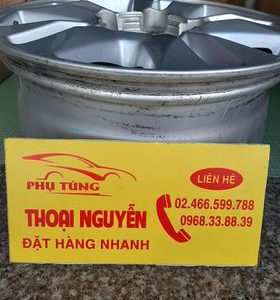 PHỤ TÙNG
THOẠI NGUYỄN
ĐẶT HÀNG NHANH
LIÊN HỆ
02.466.599.788
0968.33.88.39